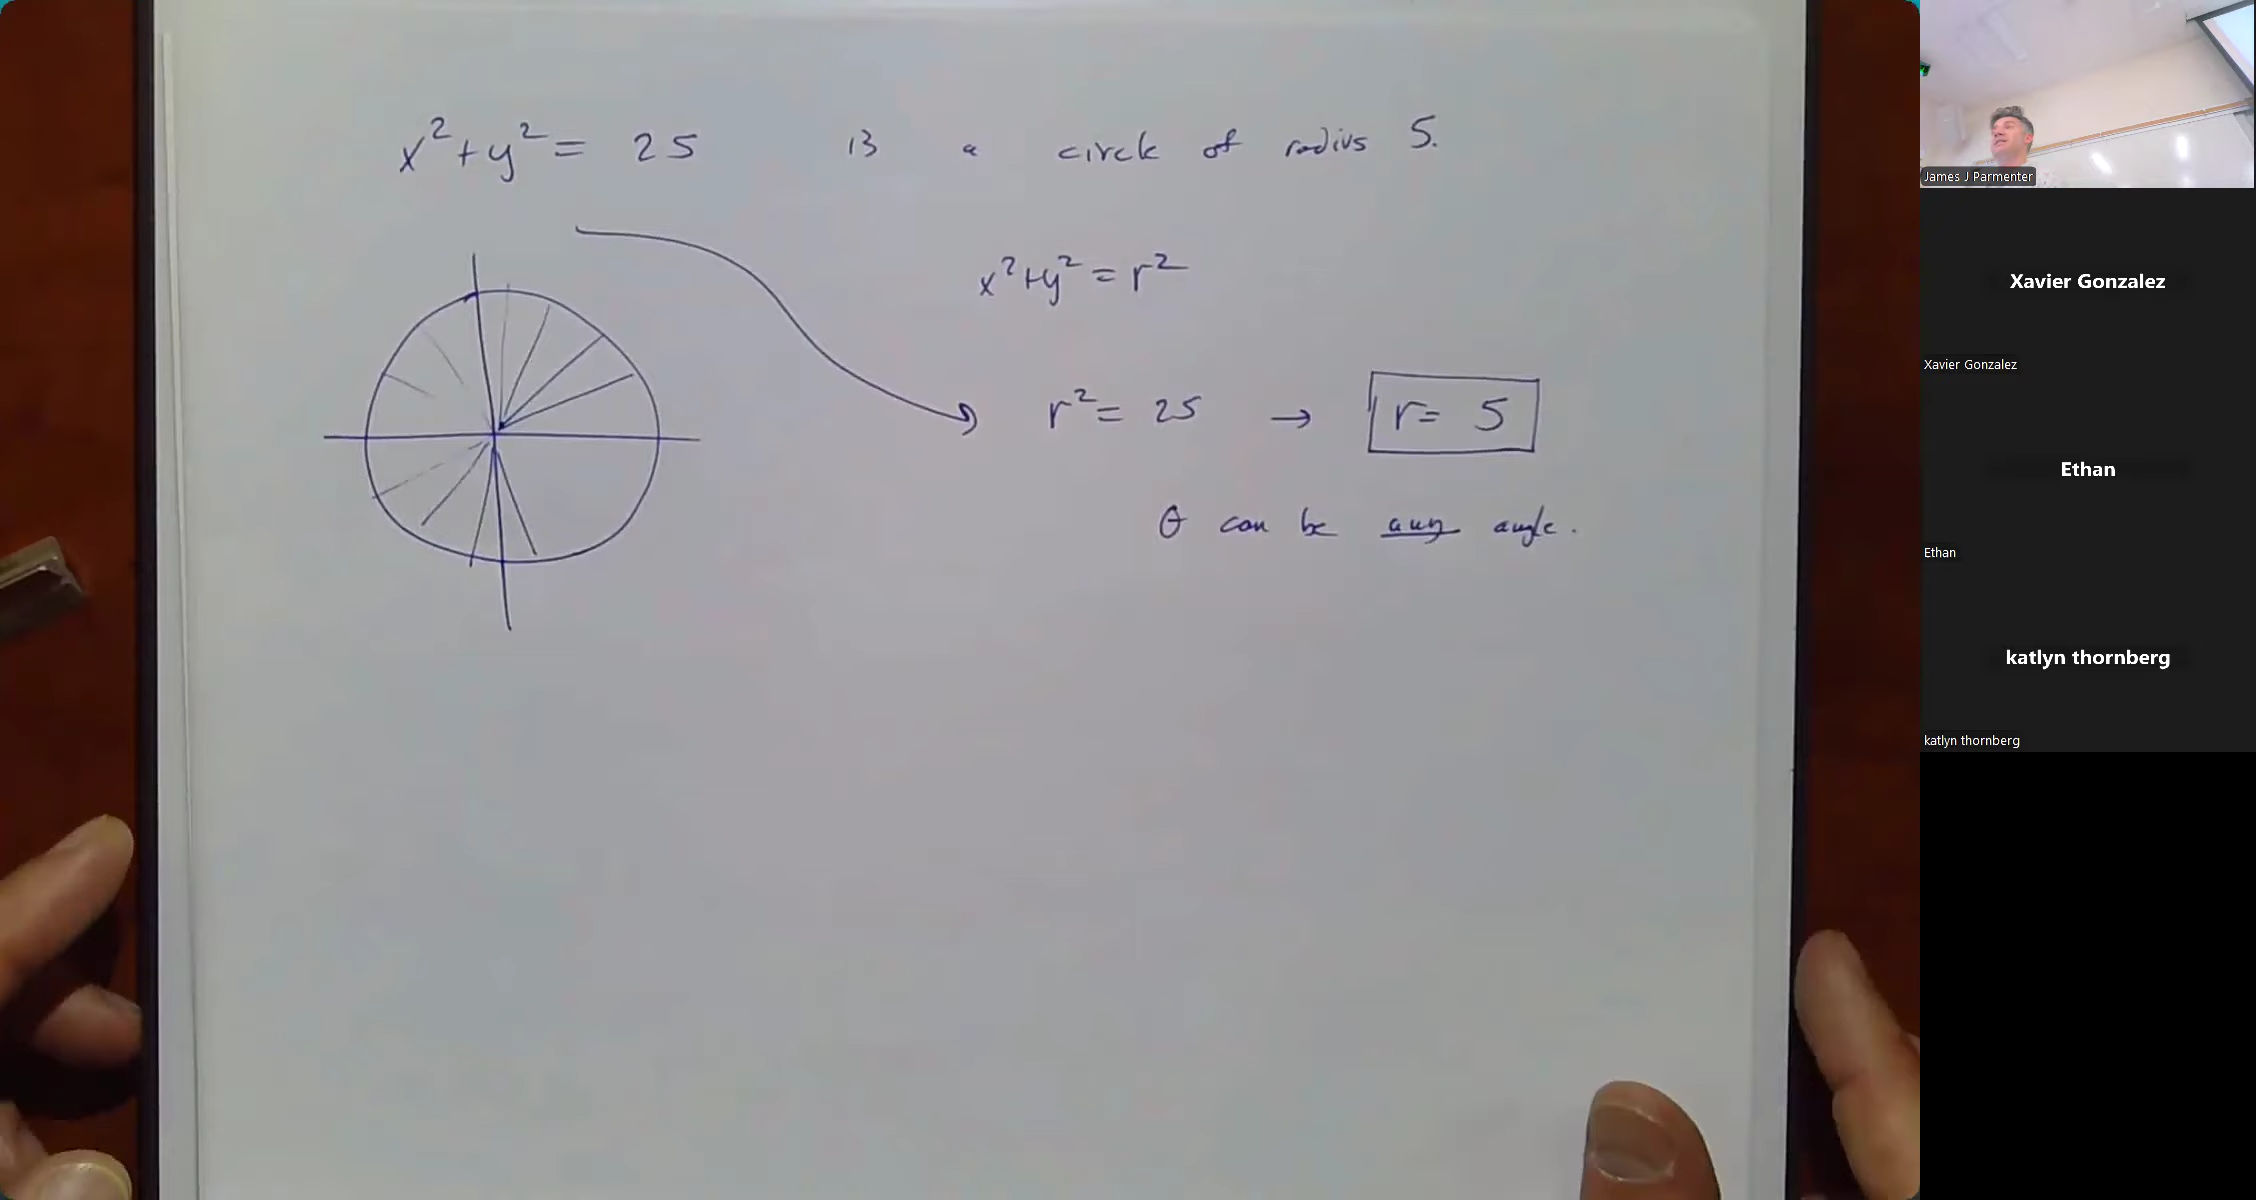 x²+y² = 25 is a circle of radius 5.
x²+y² = r²
r² = 25 → r = 5
θ can be any angle.
James J Parmenter
Xavier Gonzalez
Xavier Gonzalez
Ethan
Ethan
katlyn thornberg
katlyn thornberg